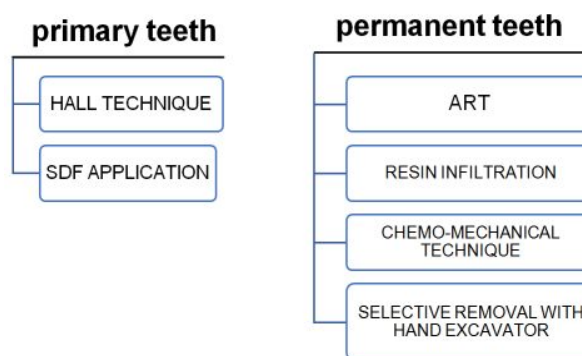 primary teeth
HALL TECHNIQUE
SDF APPLICATION
permanent teeth
ART
RESIN INFILTRATION
CHEMO-MECHANICAL
TECHNIQUE
SELECTIVE REMOVAL WITH
HAND EXCAVATOR